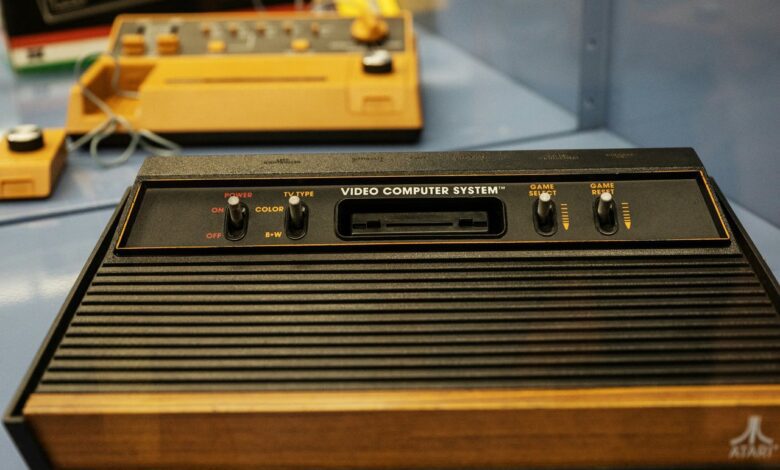 VIDEO COMPUTER SYSTEM™
POWER
ON
OFF
TV TYPE
COLOR
B•W
GAME
SELECT
GAME
RESET
ATARI